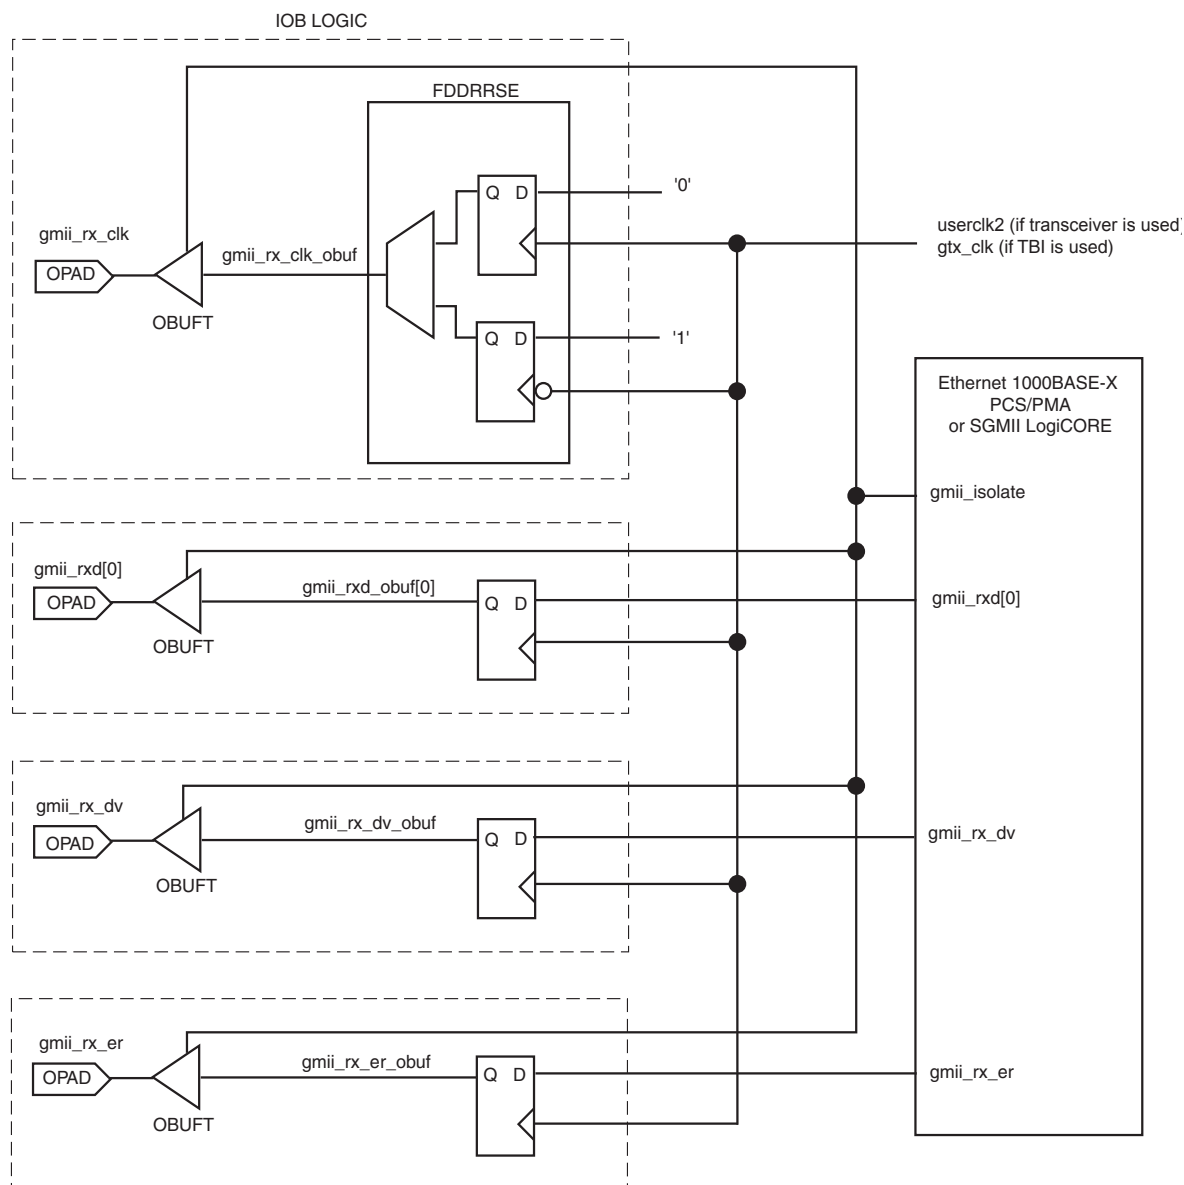 IOB LOGIC
FDDRRSE
Q D
'0'
gmii_rx_clk
gmii_rx_clk_obuf
OPAD
OBUFT
userclk2 (if transceiver is used)
gtx_clk (if TBI is used)
Q D
'1'
Ethernet 1000BASE-X
PCS/PMA
or SGMII LogiCORE
gmii_isolate
gmii_rxd[0]
gmii_rxd_obuf[0]
OPAD
Q D
gmii_rxd[0]
OBUFT
gmii_rx_dv
gmii_rx_dv_obuf
OPAD
Q D
gmii_rx_dv
OBUFT
gmii_rx_er
gmii_rx_er_obuf
OPAD
Q D
gmii_rx_er
OBUFT